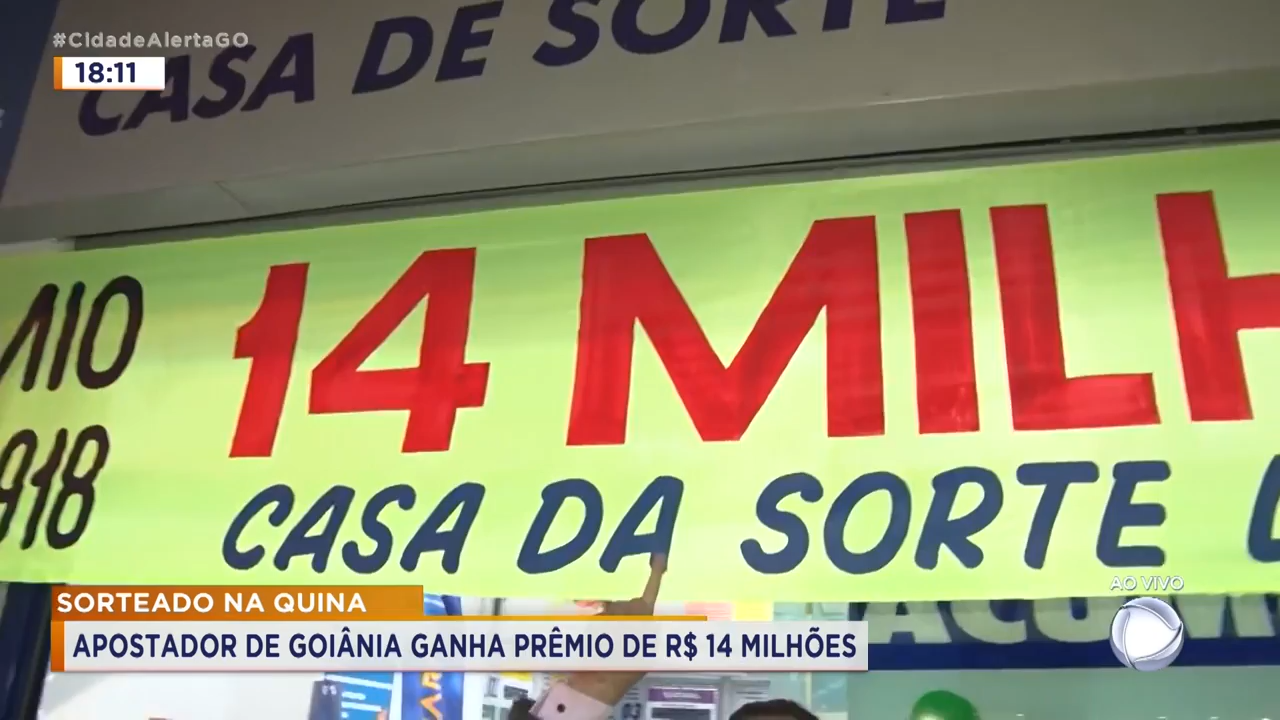 #CidadeAlertaGO
18:11
CASA DE SORTE
14 MILH
918
CASA DA SORTE
AO VIVO
SORTEADO NA QUINA
APOSTADOR DE GOIÂNIA GANHA PRÊMIO DE R$ 14 MILHÕES